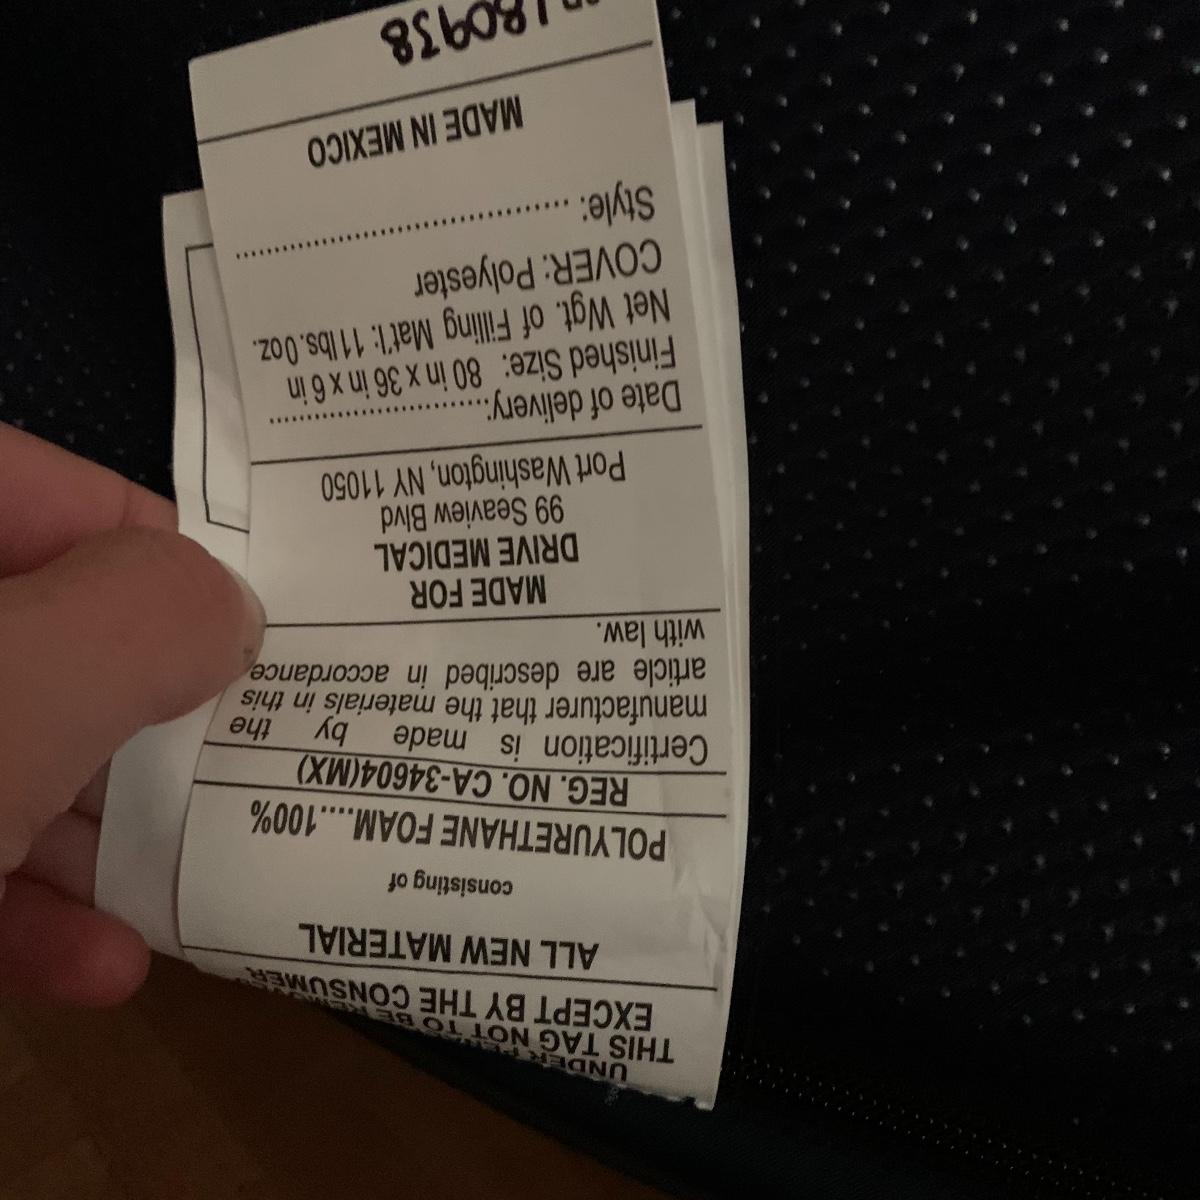 UNDER
THIS TAG NOT TO BE REMOVED
EXCEPT BY THE CONSUMER
ALL NEW MATERIAL
consisting of
POLYURETHANE FOAM.....100%
REG. NO. CA-34604(MX)
Certification is made by the
manufacturer that the materials in this
article are described in accordance
with law.
MADE FOR
DRIVE MEDICAL
99 Seaview Blvd
Port Washington, NY 11050
Date of delivery:............................
Finished Size: 80 in x 36 in x 6 in
Net Wgt. of Filling Mat'l: 11lbs.0oz.
COVER: Polyester
Style: ................................................
MADE IN MEXICO
180938